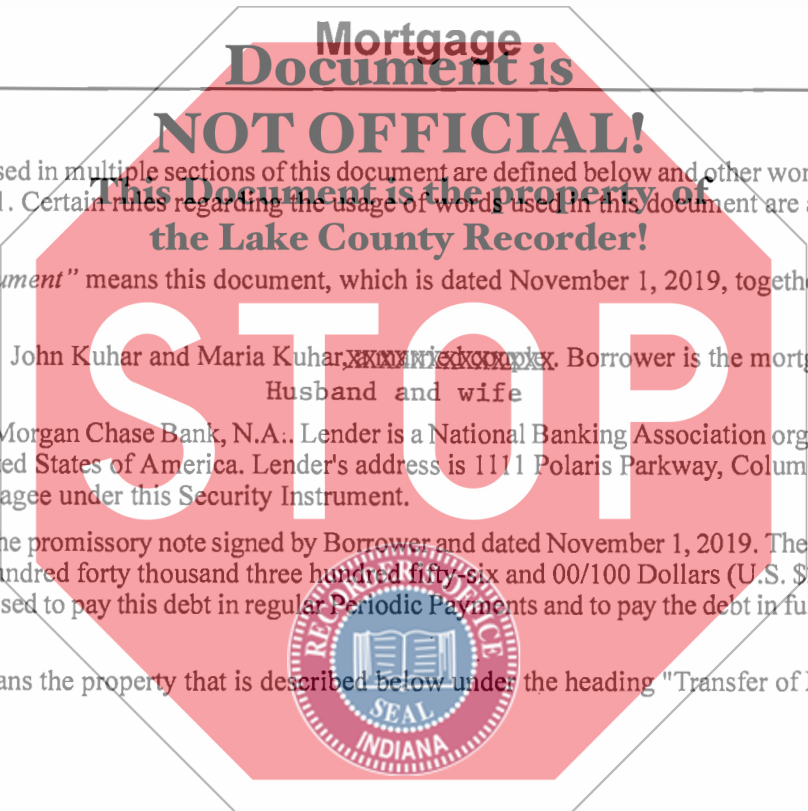 Mortgage
Document is
NOT OFFICIAL!
sed in multiple sections of this document are defined below and other wor
1. Certain rules regarding the usage of words used in this document are
This Document is the property of
the Lake County Recorder!
ument" means this document, which is dated November 1, 2019, togethe
STOP
John Kuhar and Maria Kuhar, . Borrower is the mortg
Husband and wife
Morgan Chase Bank, N.A.. Lender is a National Banking Association org
ed States of America. Lender's address is 1111 Polaris Parkway, Colum
agee under this Security Instrument.
he promissory note signed by Borrower and dated November 1, 2019. The
undred forty thousand three hundred fifty-six and 00/100 Dollars (U.S. $
sed to pay this debt in regular Periodic Payments and to pay the debt in fu
ans the property that is described below under the heading "Transfer of
RECORDER'S OFFICE
SEAL
INDIANA